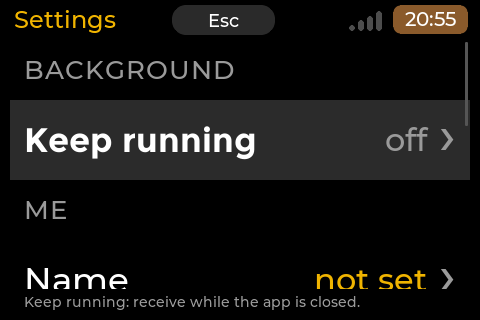 Settings Esc 20:55
BACKGROUND
Keep running off
ME
Name not set
Keep running: receive while the app is closed.